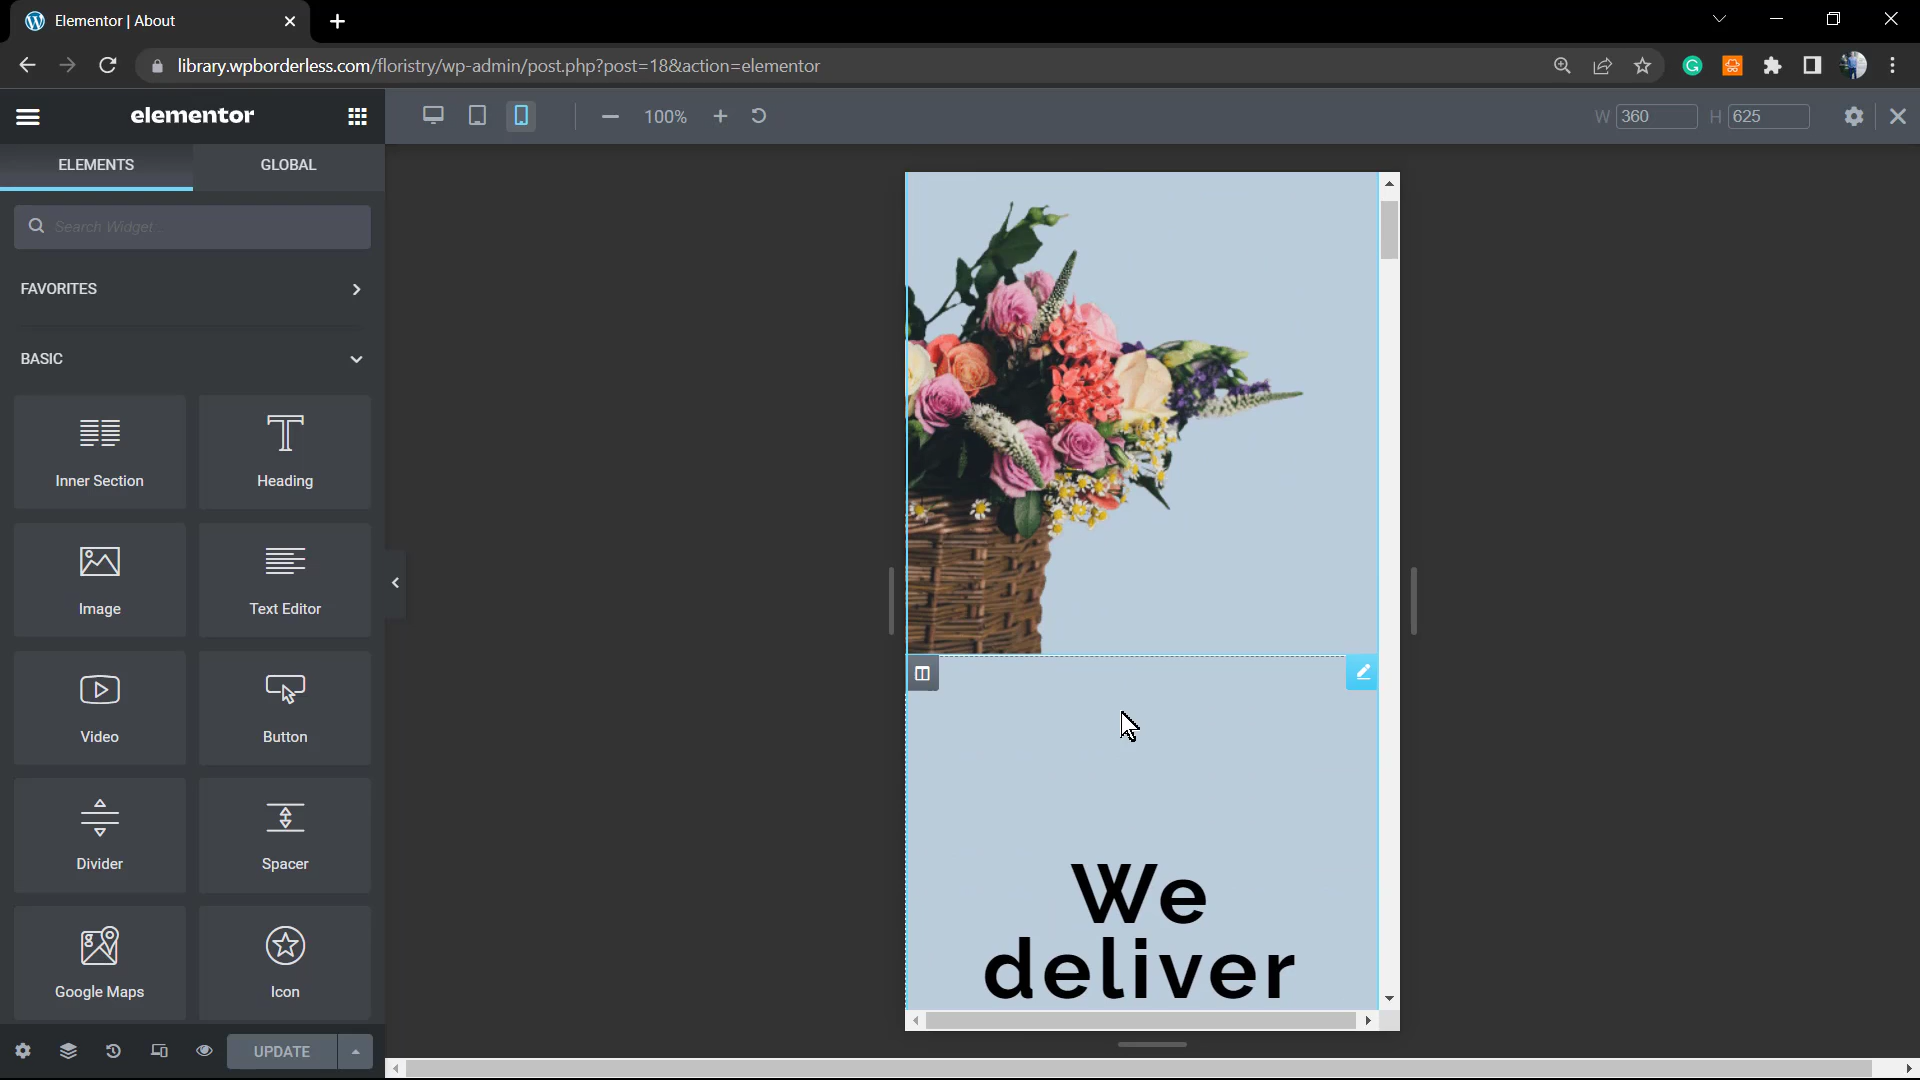 Elementor | About
library.wpborderless.com/floristry/wp-admin/post.php?post=18&action=elementor
elementor
100%
W 360 H 625
ELEMENTS GLOBAL
Search Widget...
FAVORITES
BASIC
Inner Section Heading
Image Text Editor
Video Button
Divider Spacer
Google Maps Icon
UPDATE
We
deliver